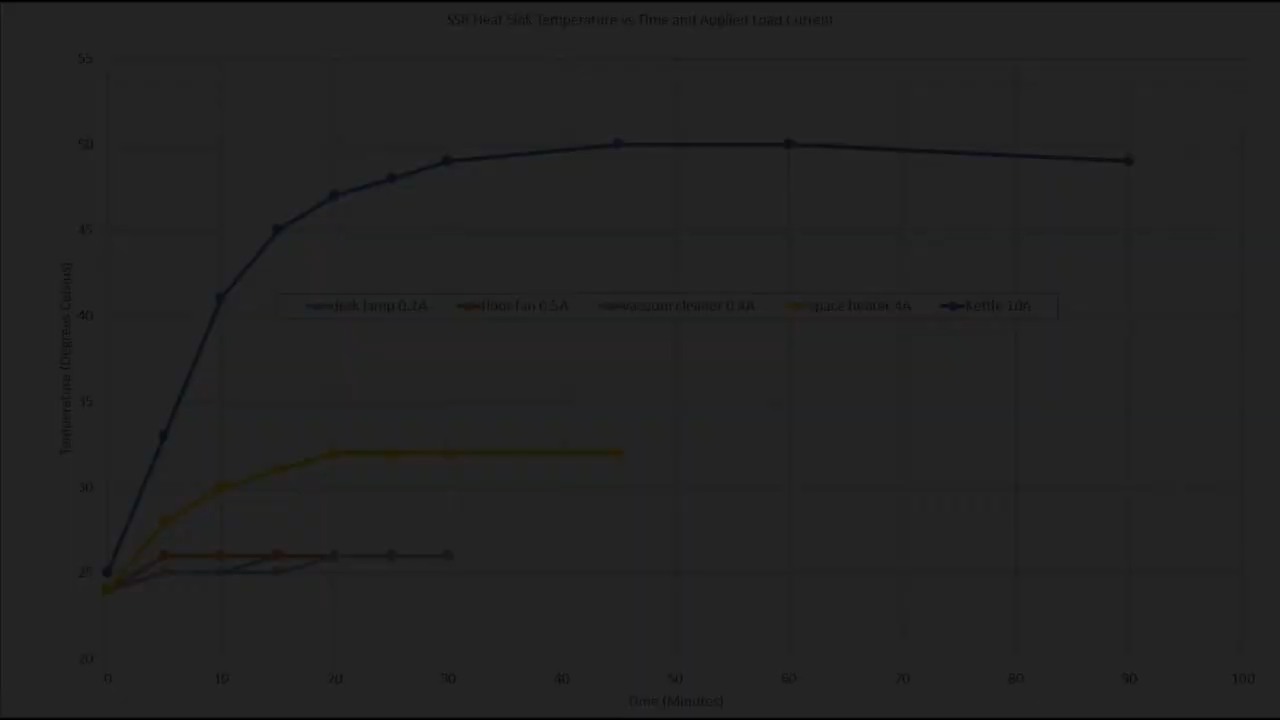 SSR Heat Sink Temperature vs Time and Applied Load Current
55
50
45
40
35
30
25
20
Temperature (Degrees Celsius)
desk lamp 0.2A floor fan 0.5A vacuum cleaner 0.8A space heater 4A Kettle 10A
0 10 20 30 40 50 60 70 80 90 100
Time (Minutes)